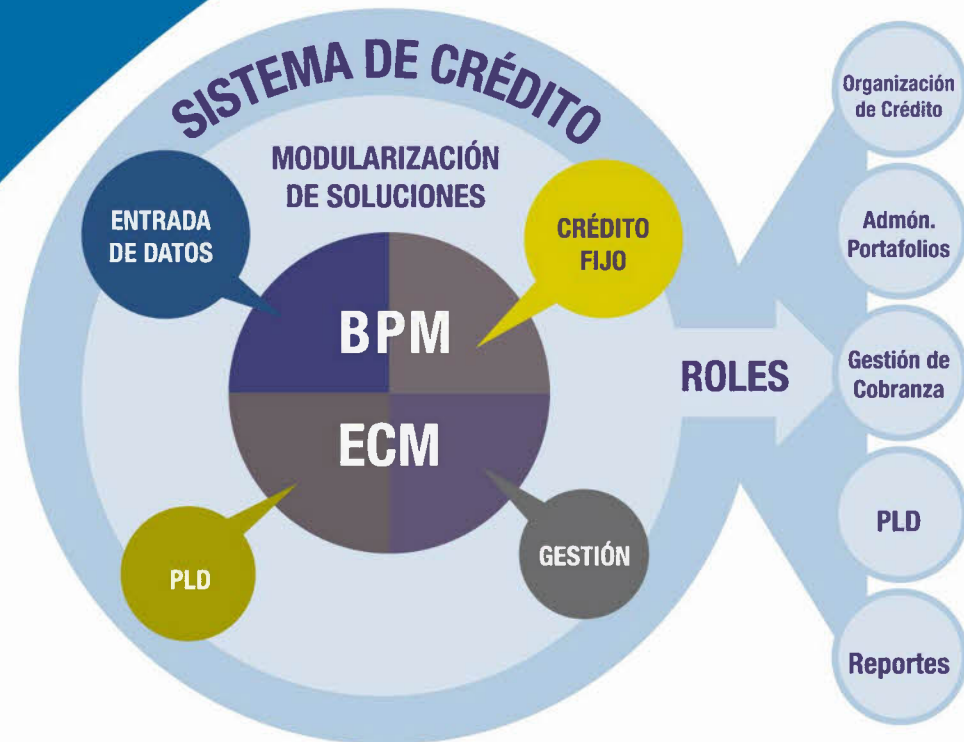 SISTEMA DE CRÉDITO
MODULARIZACIÓN
DE SOLUCIONES
ENTRADA
DE DATOS
CRÉDITO
FIJO
BPM
ECM
PLD
GESTIÓN
ROLES
Organización
de Crédito
Admón.
Portafolios
Gestión de
Cobranza
PLD
Reportes